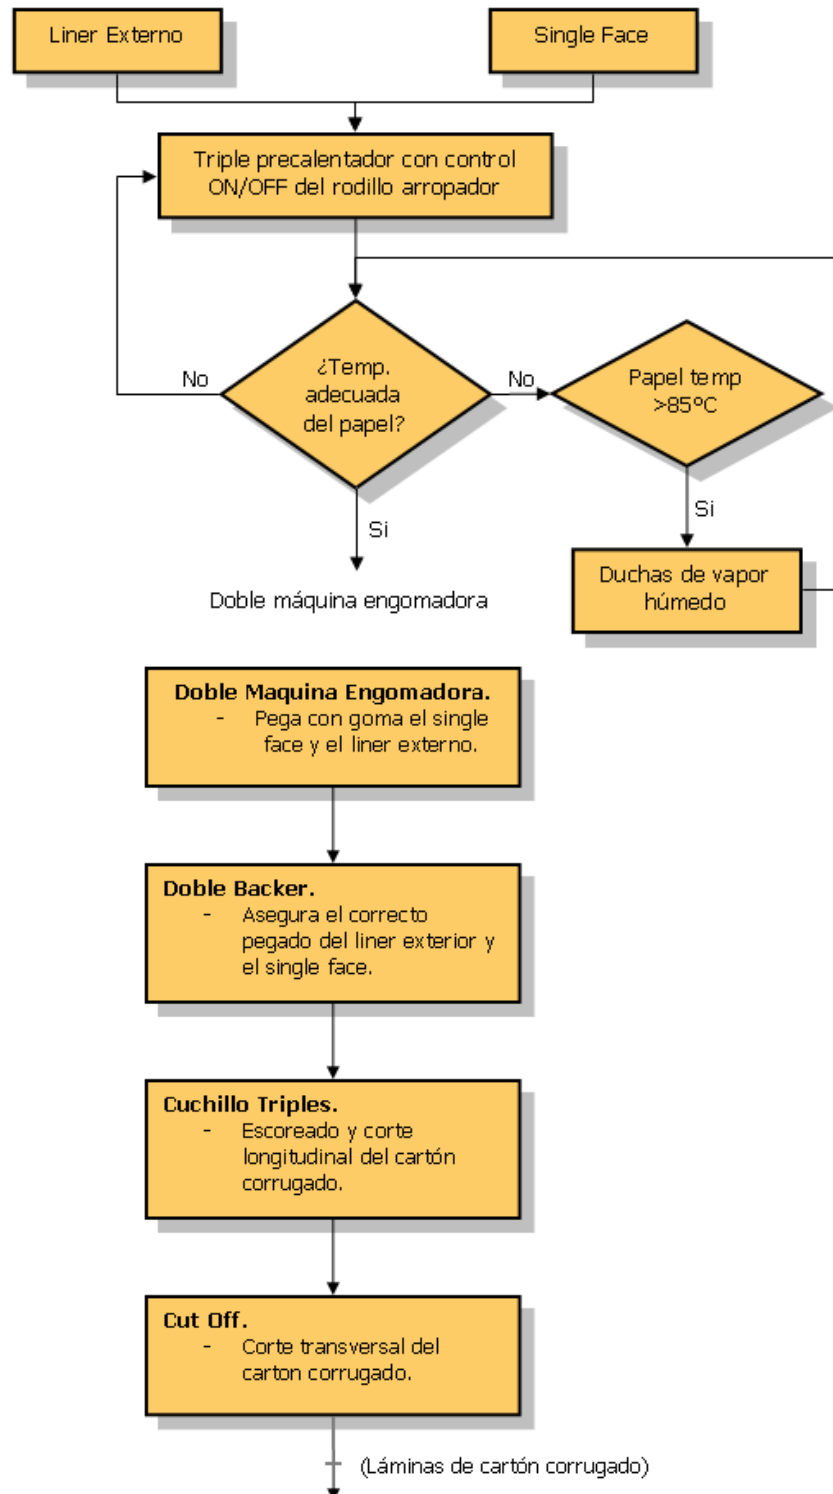 Liner Externo
Single Face
Triple precalentador con control
ON/OFF del rodillo arropador
¿Temp.
adecuada
del papel?
No
No
Papel temp
>85ºC
Si
Si
Duchas de vapor
húmedo
Doble máquina engomadora
Doble Maquina Engomadora.
- Pega con goma el single
face y el liner externo.
Doble Backer.
- Asegura el correcto
pegado del liner exterior y
el single face.
Cuchillo Triples.
- Escoreado y corte
longitudinal del cartón
corrugado.
Cut Off.
- Corte transversal del
carton corrugado.
(Láminas de cartón corrugado)